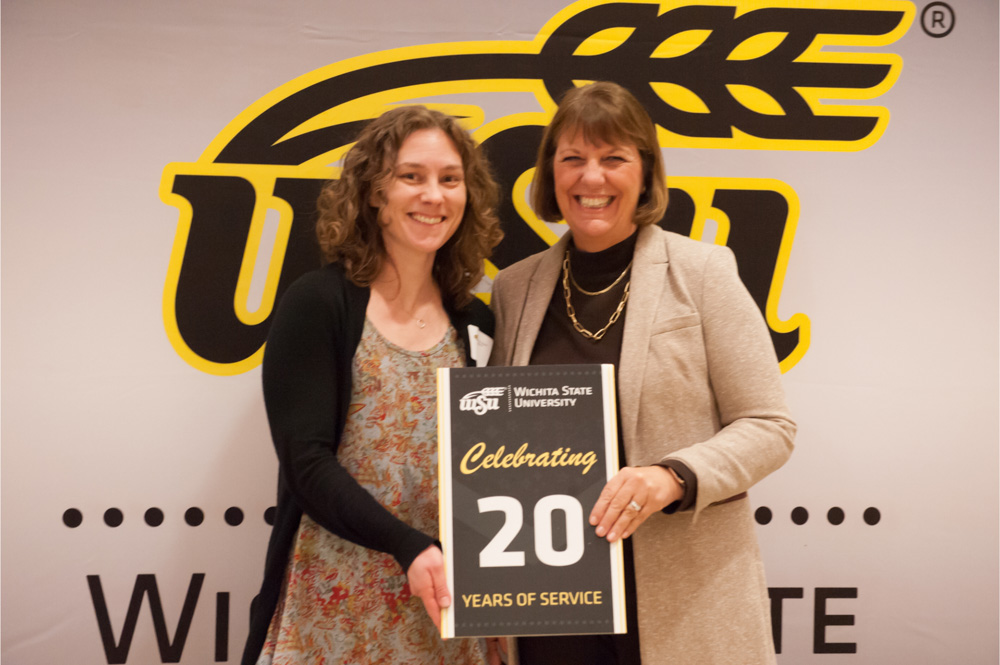 ®
WSU
WSU
WICHITA STATE
UNIVERSITY
Celebrating
20
YEARS OF SERVICE
WI
TE